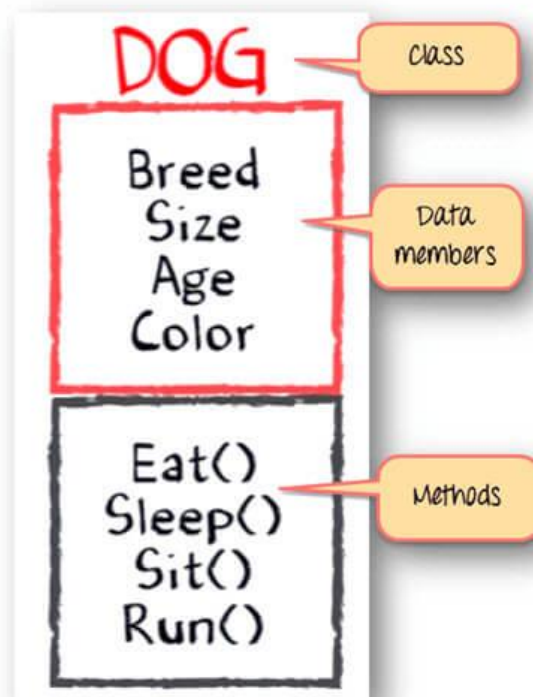 DOG
Class
Breed
Size
Age
Color
Data
members
Eat()
Sleep()
Sit()
Run()
Methods